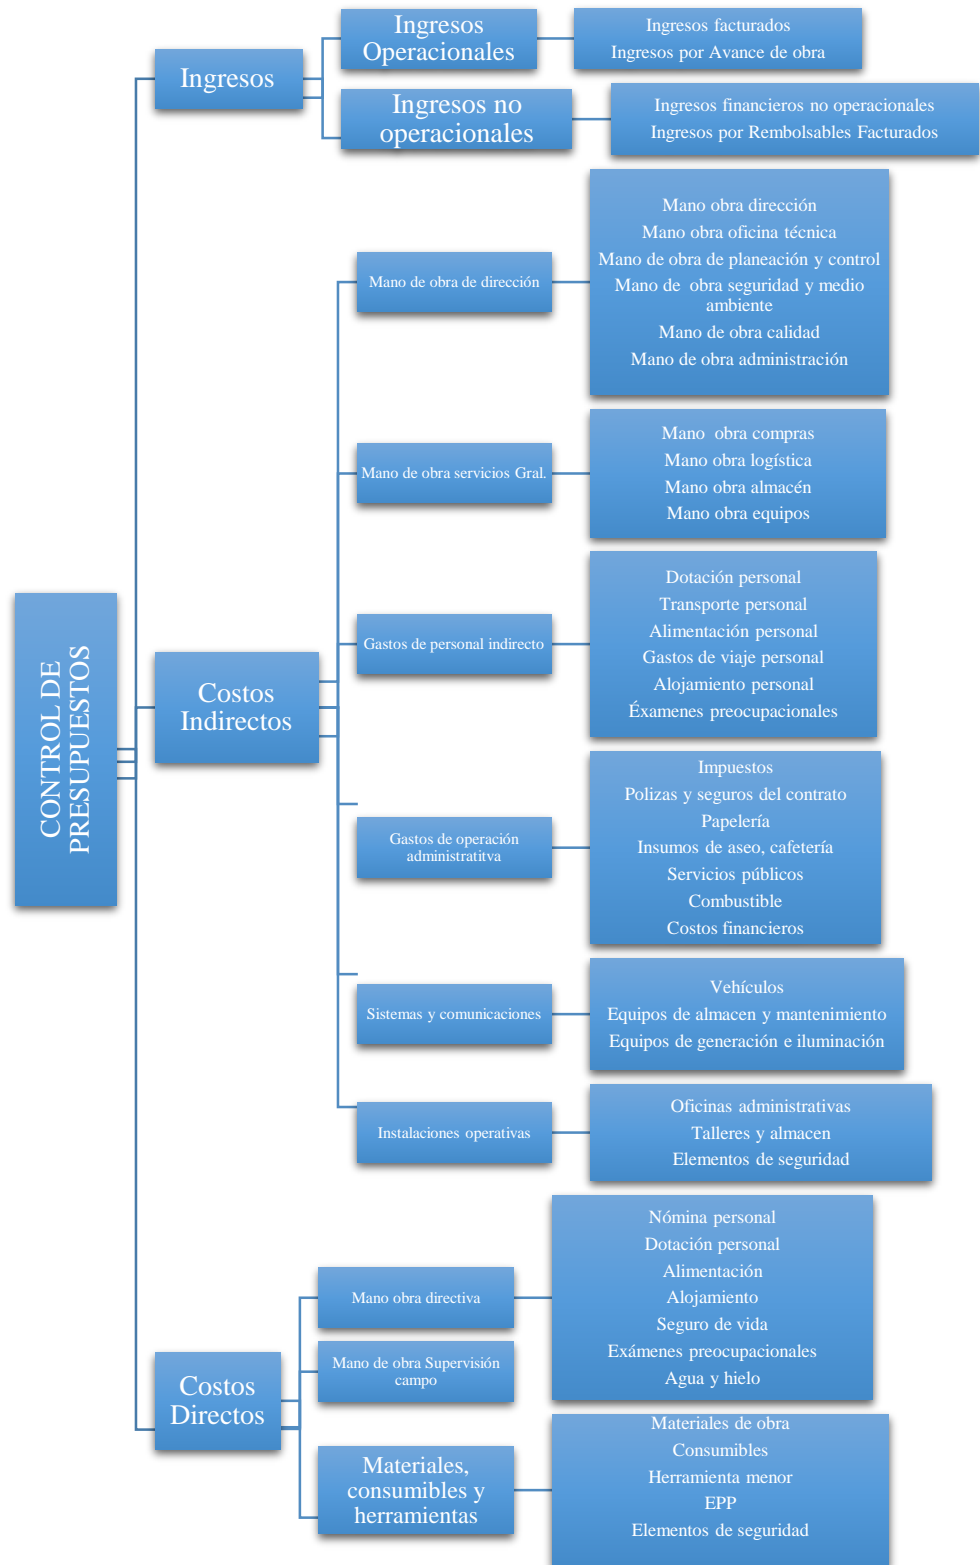 CONTROL DE
PRESUPUESTOS
Ingresos
Ingresos
Operacionales
Ingresos facturados
Ingresos por Avance de obra
Ingresos no
operacionales
Ingresos financieros no operacionales
Ingresos por Rembolsables Facturados
Costos
Indirectos
Mano de obra de dirección
Mano obra dirección
Mano obra oficina técnica
Mano de obra de planeación y control
Mano de obra seguridad y medio
ambiente
Mano de obra calidad
Mano de obra administración
Mano de obra servicios Gral.
Mano obra compras
Mano obra logística
Mano obra almacén
Mano obra equipos
Gastos de personal indirecto
Dotación personal
Transporte personal
Alimentación personal
Gastos de viaje personal
Alojamiento personal
Éxamenes preocupacionales
Gastos de operación
administratitva
Impuestos
Polizas y seguros del contrato
Papelería
Insumos de aseo, cafetería
Servicios públicos
Combustible
Costos financieros
Sistemas y comunicaciones
Vehículos
Equipos de almacen y mantenimiento
Equipos de generación e iluminación
Instalaciones operativas
Oficinas administrativas
Talleres y almacen
Elementos de seguridad
Costos
Directos
Mano obra directiva
Nómina personal
Dotación personal
Alimentación
Alojamiento
Seguro de vida
Exámenes preocupacionales
Agua y hielo
Mano de obra Supervisión
campo
Materiales,
consumibles y
herramientas
Materiales de obra
Consumibles
Herramienta menor
EPP
Elementos de seguridad